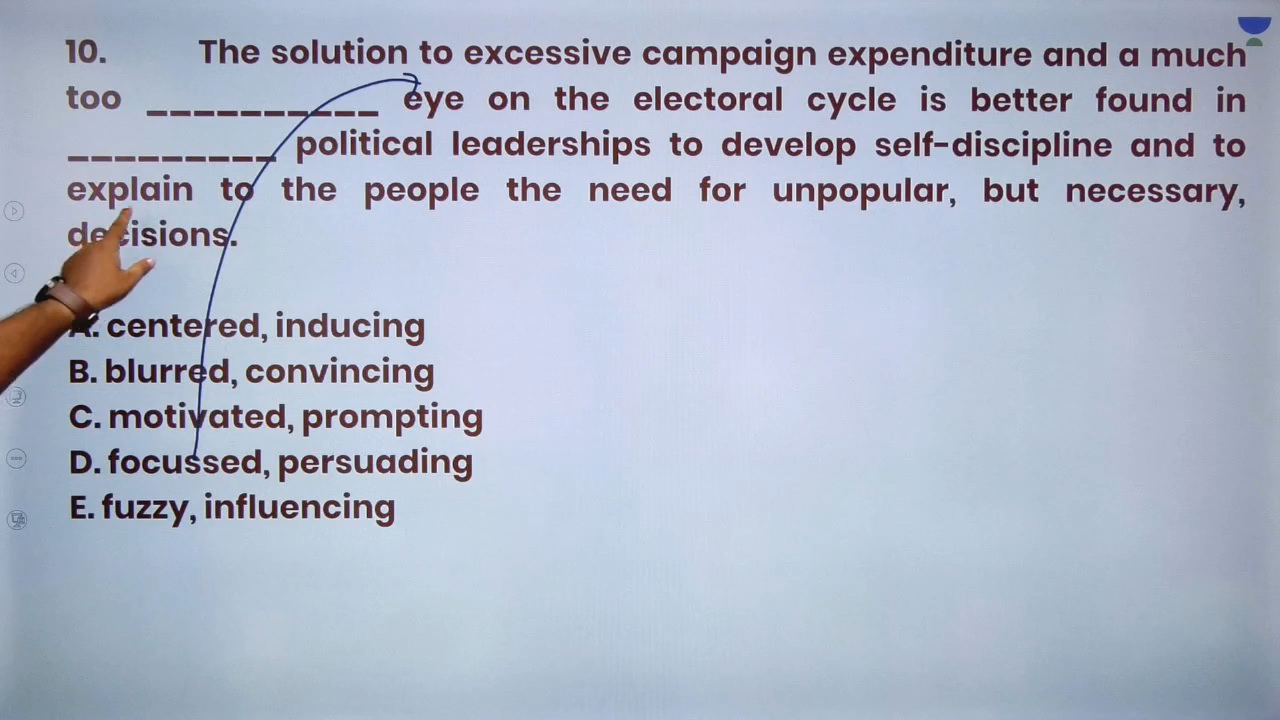 10. The solution to excessive campaign expenditure and a much
too __________ eye on the electoral cycle is better found in
_________ political leaderships to develop self-discipline and to
explain to the people the need for unpopular, but necessary,
decisions.
A. centered, inducing
B. blurred, convincing
C. motivated, prompting
D. focussed, persuading
E. fuzzy, influencing